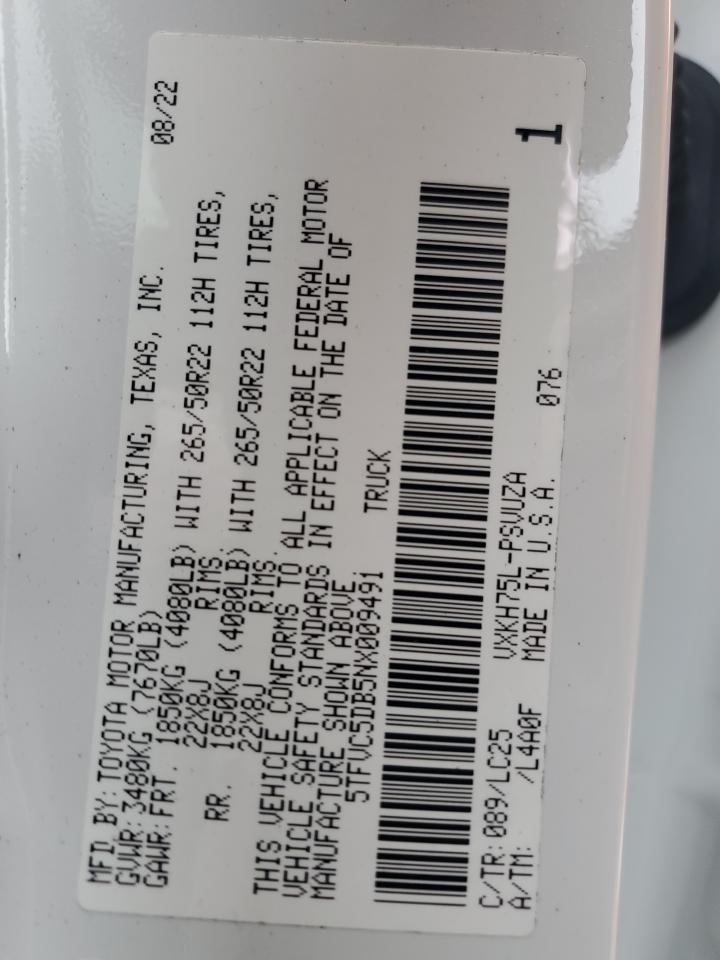 MFD BY: TOYOTA MOTOR MANUFACTURING, TEXAS, INC. 08/22
GVWR: 3480KG (7670LB)
GAWR: FRT. 1850KG (4080LB) WITH 265/50R22 112H TIRES,
22X8J RIMS.
RR. 1850KG (4080LB) WITH 265/50R22 112H TIRES,
22X8J RIMS.
THIS VEHICLE CONFORMS TO ALL APPLICABLE FEDERAL MOTOR
VEHICLE SAFETY STANDARDS IN EFFECT ON THE DATE OF
MANUFACTURE SHOWN ABOVE.
5TFVC5DB5NX009491 TRUCK
C/TR: 089/LC25 VXKH75L-PSVUZA 076 1
A/TM: /L4A0F MADE IN U.S.A.